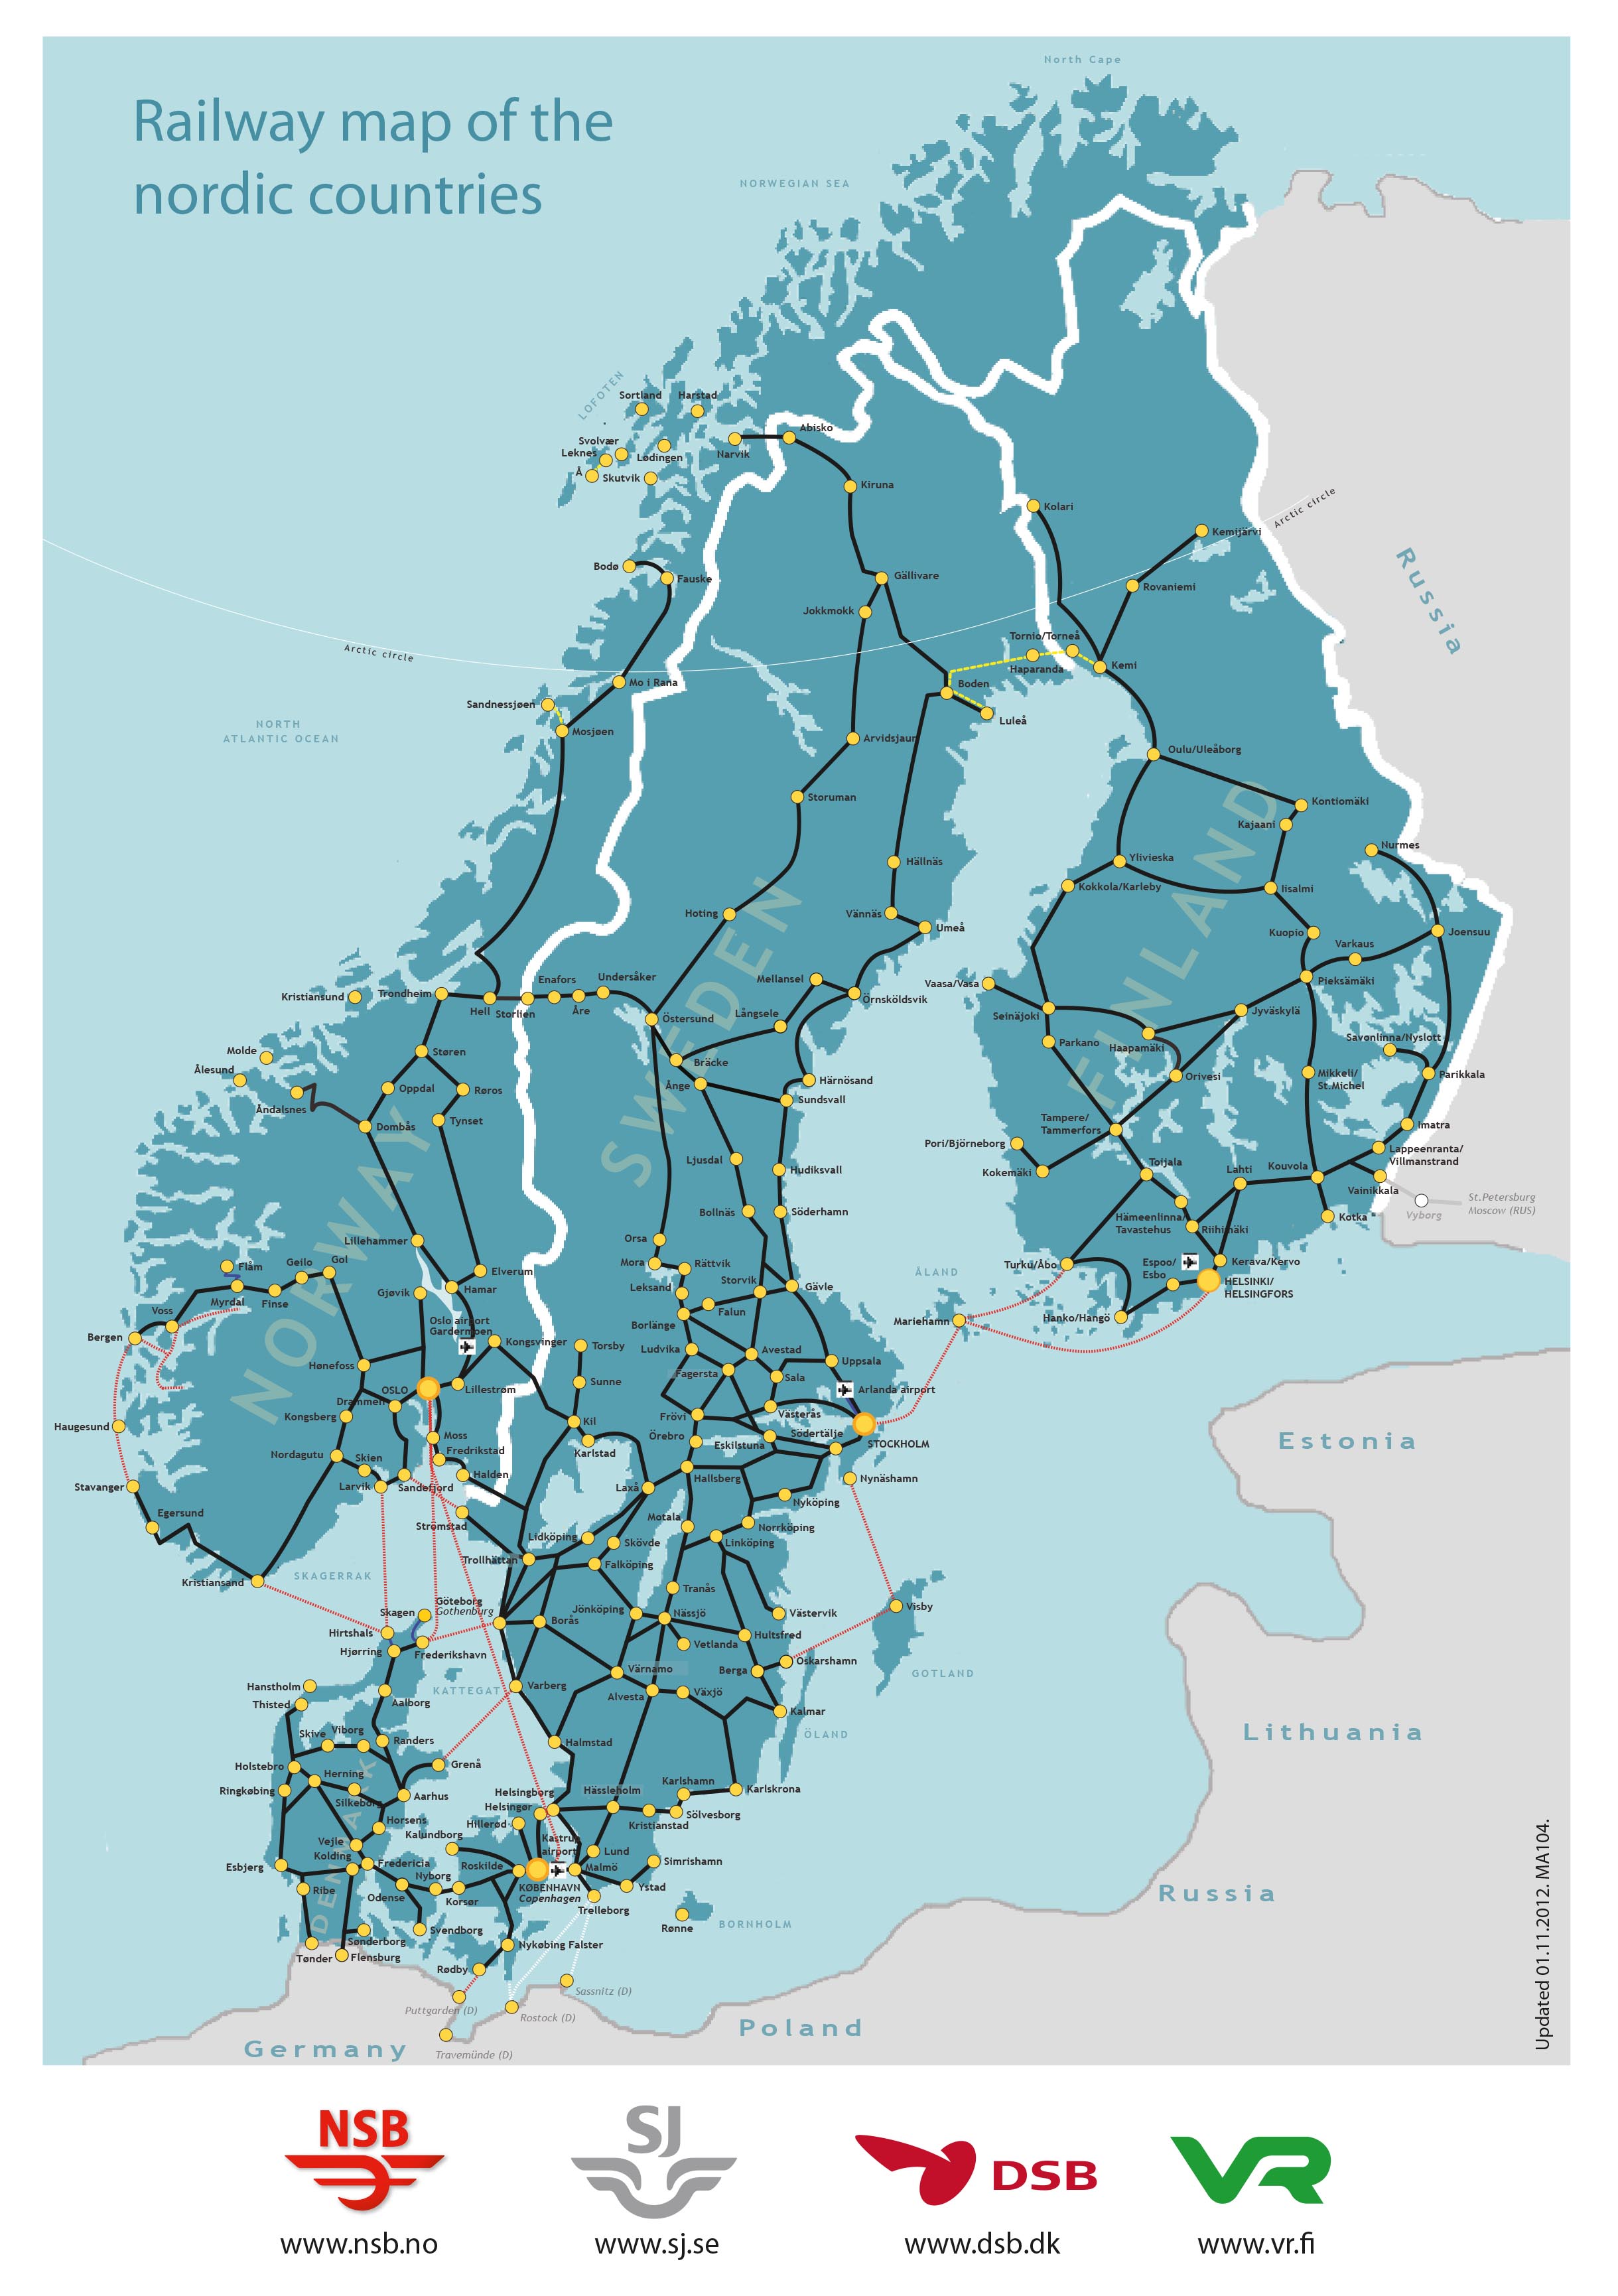 Railway map of the
nordic countries
North Cape
NORWEGIAN SEA
LOFOTEN
Sortland
Harstad
Svolvær
Leknes
Lødingen
Å
Skutvik
Narvik
Abisko
Kiruna
Kolari
Arctic circle
Kemijärvi
Russia
Bodø
Fauske
Gällivare
Jokkmokk
Rovaniemi
Arctic circle
Tornio/Torneå
Haparanda
Kemi
Mo i Rana
Boden
Luleå
Sandnessjøen
Mosjøen
NORTH
ATLANTIC OCEAN
Arvidsjaur
Oulu/Uleåborg
Storuman
Kontiomäki
Kajaani
Nurmes
Hällnäs
Ylivieska
Kokkola/Karleby
Iisalmi
FINLAND
SWEDEN
NORWAY
DENMARK
Hoting
Vännäs
Umeå
Kuopio
Joensuu
Varkaus
Pieksämäki
Kristiansund
Trondheim
Hell
Storlien
Enafors
Åre
Undersåker
Mellansel
Örnsköldsvik
Vaasa/Vasa
Östersund
Långsele
Seinäjoki
Jyväskylä
Parkano
Haapamäki
Savonlinna/Nyslott
Molde
Ålesund
Åndalsnes
Støren
Oppdal
Røros
Bräcke
Ånge
Härnösand
Sundsvall
Orivesi
Mikkeli/
St.Michel
Parikkala
Dombås
Tynset
Tampere/
Tammerfors
Imatra
Pori/Björneborg
Kokemäki
Toijala
Lahti
Kouvola
Lappeenranta/
Villmanstrand
Vainikkala
Vyborg
St.Petersburg
Moscow (RUS)
Ljusdal
Hudiksvall
Bollnäs
Söderhamn
Hämeenlinna/
Tavastehus
Riihimäki
Kotka
Lillehammer
Orsa
Mora
Rättvik
Turku/Åbo
Espoo/
Esbo
Kerava/Kervo
HELSINKI/
HELSINGFORS
Hanko/Hangö
ÅLAND
Mariehamn
Flåm
Geilo
Gol
Myrdal
Finse
Voss
Bergen
Gjøvik
Elverum
Hamar
Leksand
Storvik
Gävle
Falun
Borlänge
Oslo airport
Gardermoen
Kongsvinger
Torsby
Ludvika
Avestad
Uppsala
Hønefoss
Fagersta
Sala
Arlanda airport
OSLO
Lillestrøm
Sunne
Drammen
Kongsberg
Haugesund
Moss
Kil
Karlstad
Frövi
Västerås
Örebro
Eskilstuna
Södertälje
STOCKHOLM
Nordagutu
Skien
Fredrikstad
Halden
Stavanger
Larvik
Sandefjord
Laxå
Hallsberg
Nynäshamn
Nyköping
Egersund
Strömstad
Motala
Norrköping
Lidköping
Skövde
Linköping
Trollhättan
Falköping
SKAGERRAK
Kristiansand
Tranås
Skagen
Göteborg
Gothenburg
Hirtshals
Hjørring
Frederikshavn
Borås
Jönköping
Nässjö
Västervik
Visby
Hultsfred
Vetlanda
Oskarshamn
GOTLAND
Hanstholm
Thisted
KATTEGAT
Aalborg
Varberg
Värnamo
Berga
Alvesta
Växjö
Kalmar
ÖLAND
Skive
Viborg
Randers
Halmstad
Holstebro
Herning
Grenå
Ringkøbing
Silkeborg
Aarhus
Helsingborg
Hässleholm
Karlshamn
Karlskrona
Helsingør
Horsens
Hillerød
Kristianstad
Sölvesborg
Kalundborg
Vejle
Kastrup
airport
Lund
Kolding
Fredericia
Roskilde
Malmö
Simrishamn
Esbjerg
Nyborg
Ystad
Ribe
Odense
Korsør
KØBENHAVN
Copenhagen
Trelleborg
Svendborg
Rønne
BORNHOLM
Sønderborg
Nykøbing Falster
Tønder
Flensburg
Rødby
Puttgarden (D)
Sassnitz (D)
Rostock (D)
Travemünde (D)
Germany
Poland
Russia
Lithuania
Estonia
Updated 01.11.2012. MA104.
NSB
SJ
DSB
VR
www.nsb.no
www.sj.se
www.dsb.dk
www.vr.fi